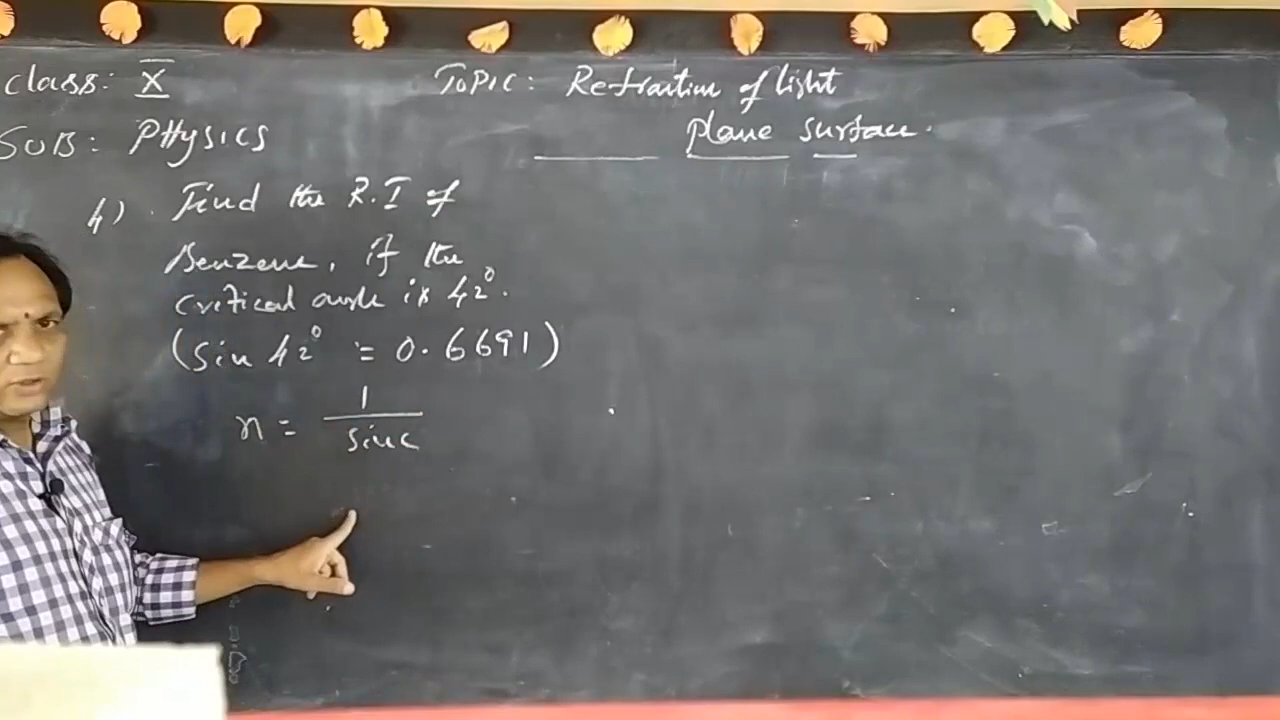 Class: X
Topic: Refraction of Light
SUB: PHYSICS
plane surface.
4). Find the R.I of
Benzene, if the
critical angle is 42°.
(sin 42° = 0.6691)
n = 1 / sin c